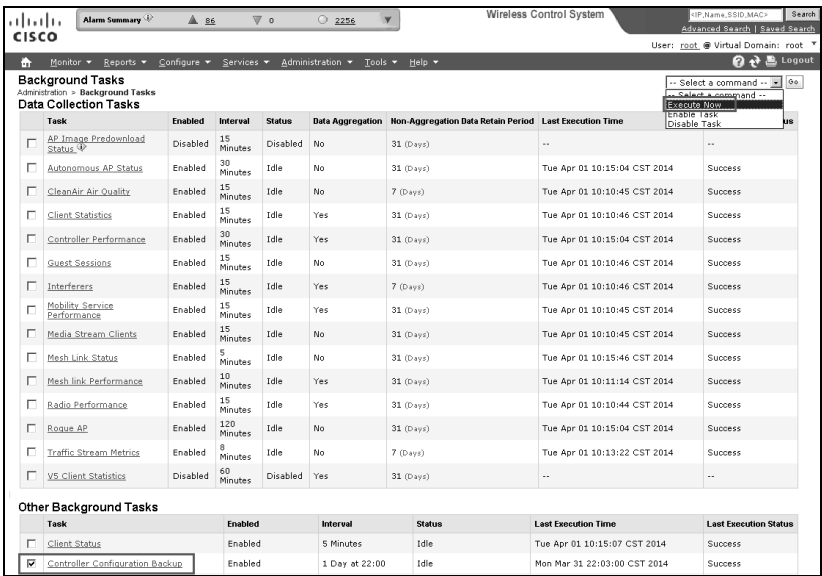 Alarm Summary 86 0 2256
Wireless Control System
<IP,Name,SSID,MAC> Search
Advanced Search | Saved Search
CISCO
User: root @ Virtual Domain: root
Monitor Reports Configure Services Administration Tools Help Logout
Background Tasks
Administration > Background Tasks
-- Select a command -- Go
-- Select a command --
Execute Now
Enable Task
Disable Task
Data Collection Tasks
Task Enabled Interval Status Data Aggregation Non-Aggregation Data Retain Period Last Execution Time us
AP Image Predownload Status Disabled 15 Minutes Disabled No 31 (Days) -- --
Autonomous AP Status Enabled 30 Minutes Idle No 31 (Days) Tue Apr 01 10:15:04 CST 2014 Success
CleanAir Air Quality Enabled 15 Minutes Idle No 7 (Days) Tue Apr 01 10:10:45 CST 2014 Success
Client Statistics Enabled 15 Minutes Idle Yes 31 (Days) Tue Apr 01 10:10:46 CST 2014 Success
Controller Performance Enabled 30 Minutes Idle Yes 31 (Days) Tue Apr 01 10:15:04 CST 2014 Success
Guest Sessions Enabled 15 Minutes Idle No 31 (Days) Tue Apr 01 10:10:46 CST 2014 Success
Interferers Enabled 15 Minutes Idle Yes 7 (Days) Tue Apr 01 10:10:46 CST 2014 Success
Mobility Service Performance Enabled 15 Minutes Idle Yes 31 (Days) Tue Apr 01 10:10:45 CST 2014 Success
Media Stream Clients Enabled 15 Minutes Idle No 31 (Days) Tue Apr 01 10:10:45 CST 2014 Success
Mesh Link Status Enabled 5 Minutes Idle No 31 (Days) Tue Apr 01 10:15:46 CST 2014 Success
Mesh link Performance Enabled 10 Minutes Idle Yes 31 (Days) Tue Apr 01 10:11:14 CST 2014 Success
Radio Performance Enabled 15 Minutes Idle Yes 31 (Days) Tue Apr 01 10:10:44 CST 2014 Success
Rogue AP Enabled 120 Minutes Idle No 31 (Days) Tue Apr 01 10:15:04 CST 2014 Success
Traffic Stream Metrics Enabled 8 Minutes Idle No 7 (Days) Tue Apr 01 10:13:22 CST 2014 Success
V5 Client Statistics Disabled 60 Minutes Disabled Yes 31 (Days) -- --
Other Background Tasks
Task Enabled Interval Status Last Execution Time Last Execution Status
Client Status Enabled 5 Minutes Idle Tue Apr 01 10:15:07 CST 2014 Success
Controller Configuration Backup Enabled 1 Day at 22:00 Idle Mon Mar 31 22:03:00 CST 2014 Success